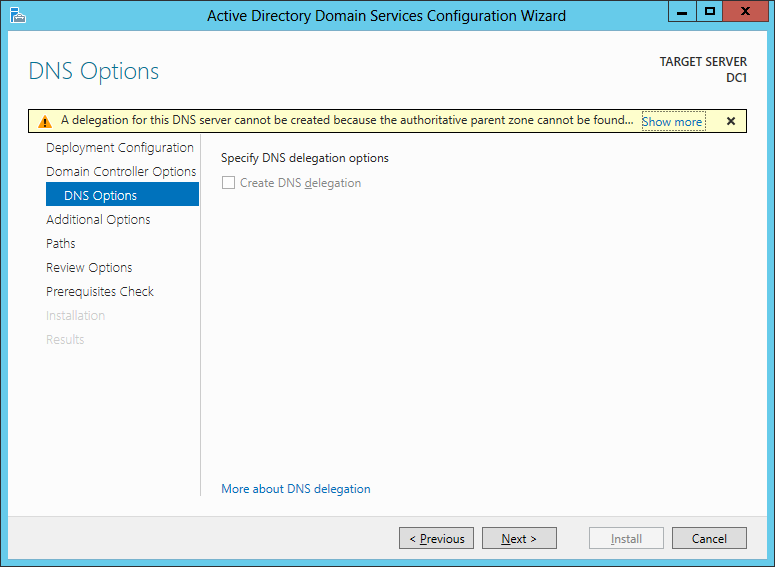 Active Directory Domain Services Configuration Wizard
DNS Options
TARGET SERVER
DC1
A delegation for this DNS server cannot be created because the authoritative parent zone cannot be found... Show more
Deployment Configuration
Domain Controller Options
DNS Options
Additional Options
Paths
Review Options
Prerequisites Check
Installation
Results
Specify DNS delegation options
Create DNS delegation
More about DNS delegation
< Previous Next > Install Cancel